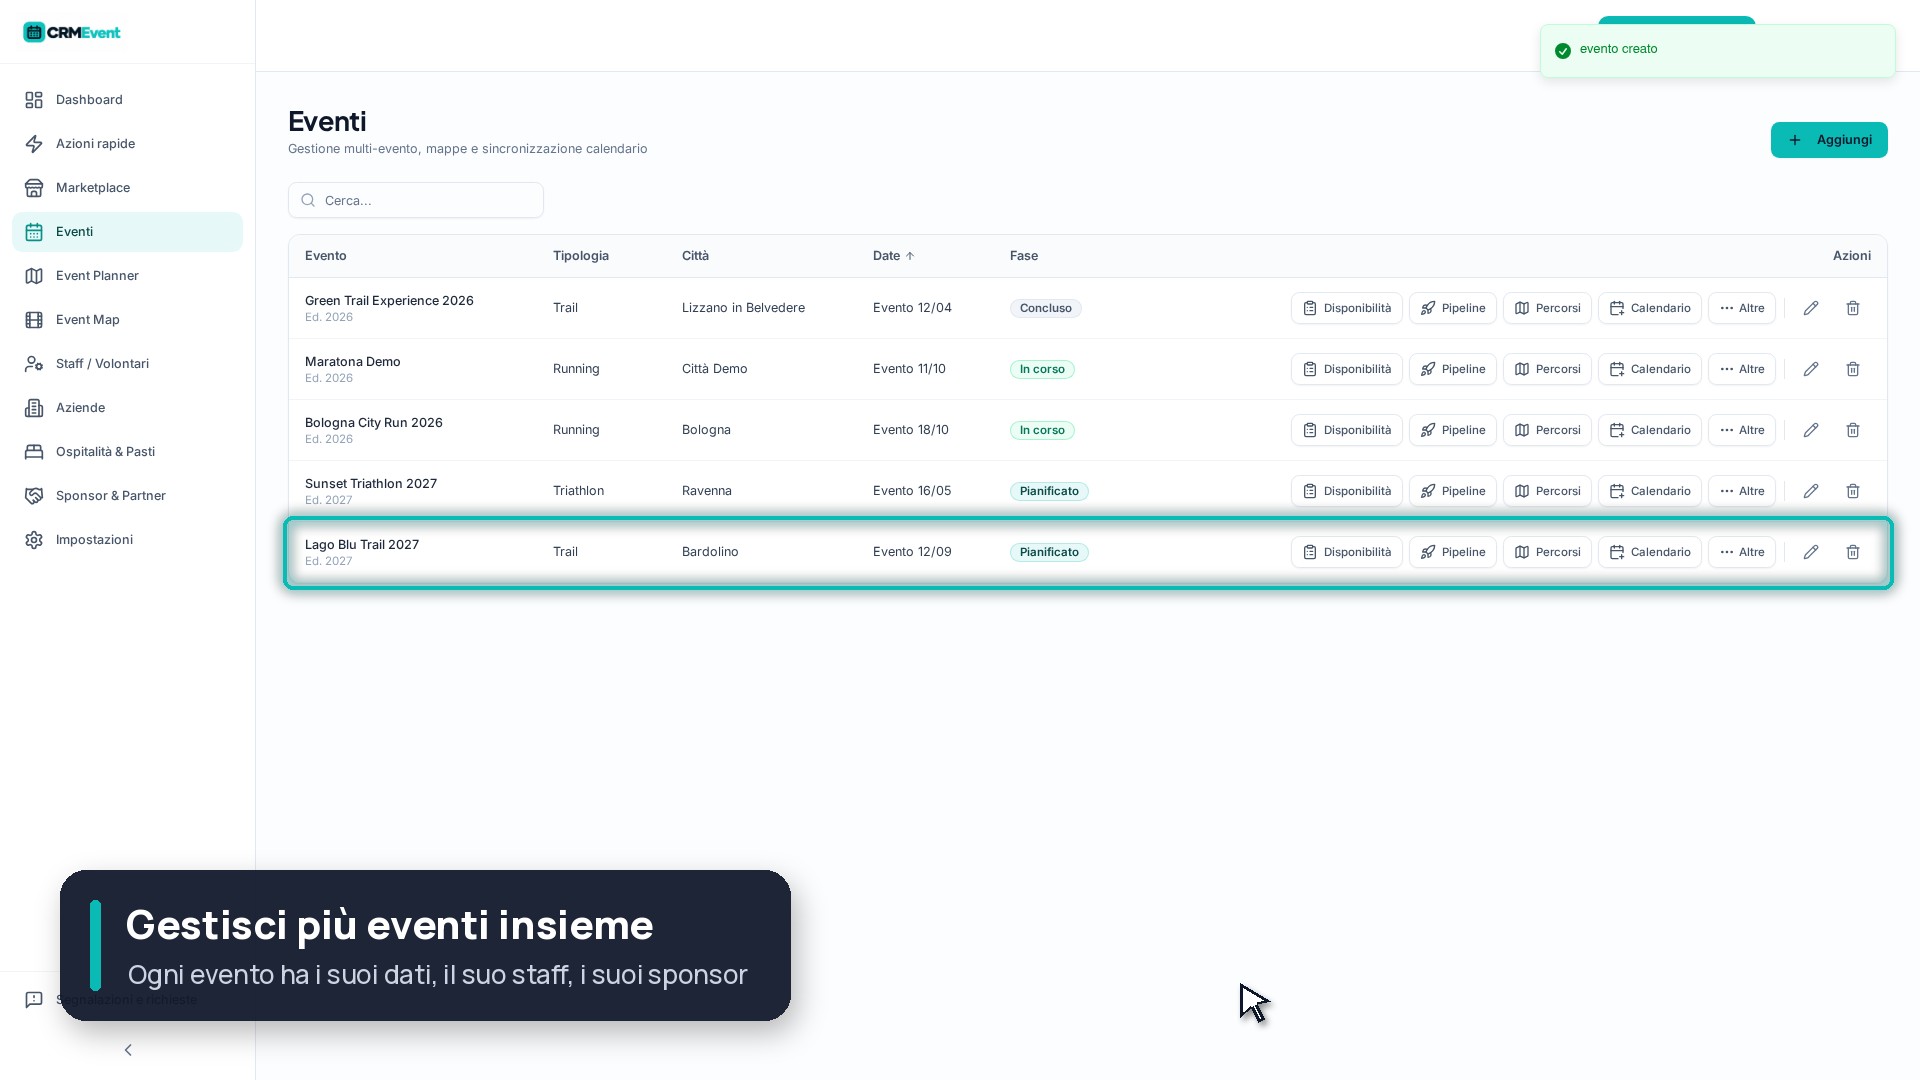 CRMEvent
evento creato
Dashboard
Azioni rapide
Marketplace
Eventi
Event Planner
Event Map
Staff / Volontari
Aziende
Ospitalità & Pasti
Sponsor & Partner
Impostazioni
Segnalazioni e richieste
Eventi
Gestione multi-evento, mappe e sincronizzazione calendario
Aggiungi
Cerca...
Evento Tipologia Città Date Fase Azioni
Green Trail Experience 2026 Trail Lizzano in Belvedere Evento 12/04 Concluso Disponibilità Pipeline Percorsi Calendario Altre
Ed. 2026
Maratona Demo Running Città Demo Evento 11/10 In corso Disponibilità Pipeline Percorsi Calendario Altre
Ed. 2026
Bologna City Run 2026 Running Bologna Evento 18/10 In corso Disponibilità Pipeline Percorsi Calendario Altre
Ed. 2026
Sunset Triathlon 2027 Triathlon Ravenna Evento 16/05 Pianificato Disponibilità Pipeline Percorsi Calendario Altre
Ed. 2027
Lago Blu Trail 2027 Trail Bardolino Evento 12/09 Pianificato Disponibilità Pipeline Percorsi Calendario Altre
Ed. 2027
Gestisci più eventi insieme
Ogni evento ha i suoi dati, il suo staff, i suoi sponsor